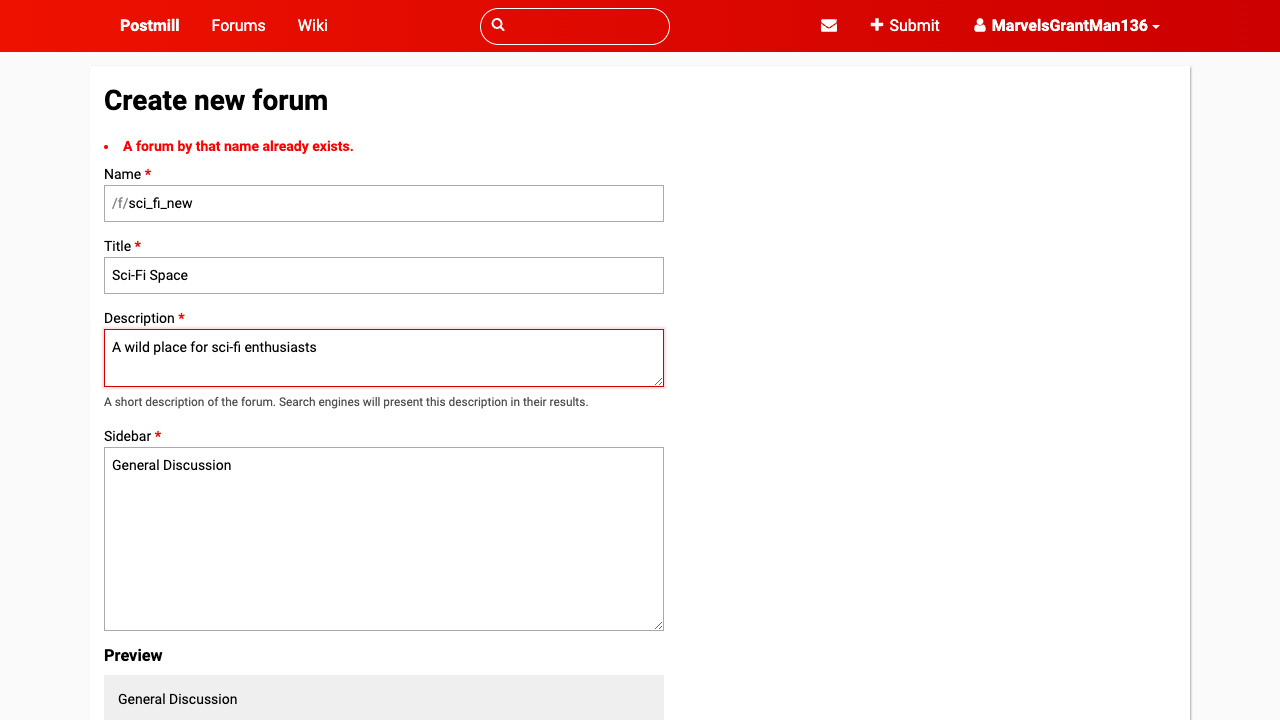 Postmill Forums Wiki Submit MarvelsGrantMan136
Create new forum
A forum by that name already exists.
Name *
/f/sci_fi_new
Title *
Sci-Fi Space
Description *
A wild place for sci-fi enthusiasts
A short description of the forum. Search engines will present this description in their results.
Sidebar *
General Discussion
Preview
General Discussion